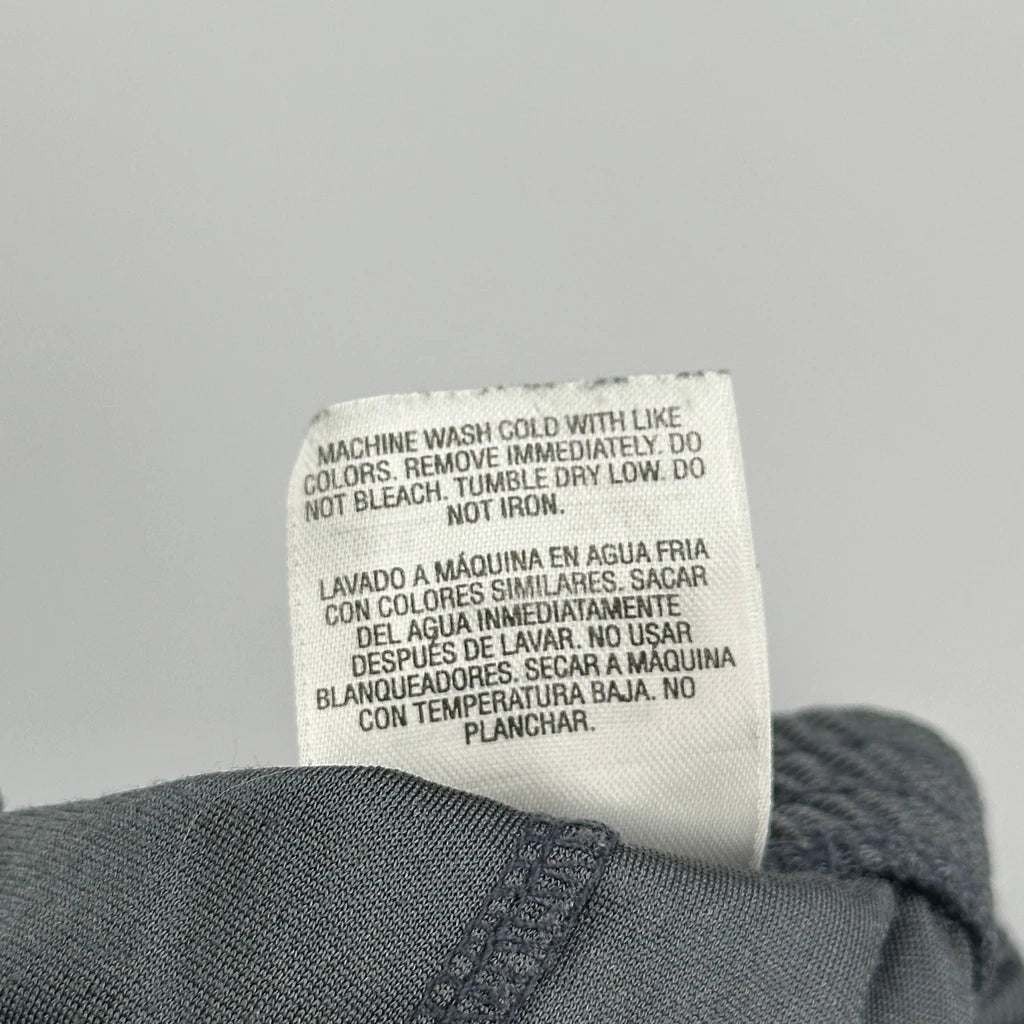 MACHINE WASH COLD WITH LIKE
COLORS. REMOVE IMMEDIATELY. DO
NOT BLEACH. TUMBLE DRY LOW. DO
NOT IRON.
LAVADO A MÁQUINA EN AGUA FRIA
CON COLORES SIMILARES. SACAR
DEL AGUA INMEDIATAMENTE
DESPUÉS DE LAVAR. NO USAR
BLANQUEADORES. SECAR A MÁQUINA
CON TEMPERATURA BAJA. NO
PLANCHAR.